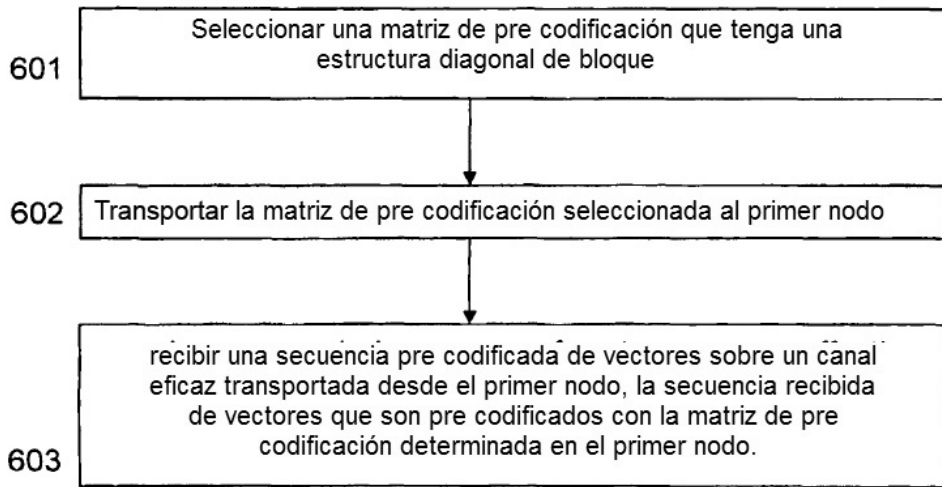 Seleccionar una matriz de pre codificación que tenga una
estructura diagonal de bloque
601
602
Transportar la matriz de pre codificación seleccionada al primer nodo
recibir una secuencia pre codificada de vectores sobre un canal
eficaz transportada desde el primer nodo, la secuencia recibida
de vectores que son pre codificados con la matriz de pre
codificación determinada en el primer nodo.
603